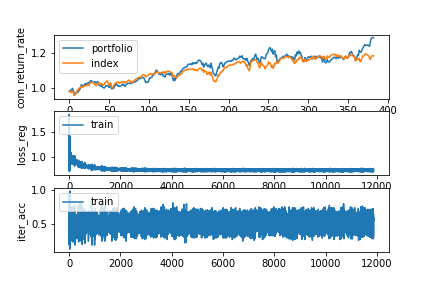 com_return_rate
1.2
1.0
portfolio
index
0 50 100 150 200 250 300 350 400
loss_reg
1.5
1.0
train
0 2000 4000 6000 8000 10000 12000
iter_acc
1.0
0.5
train
0 2000 4000 6000 8000 10000 12000